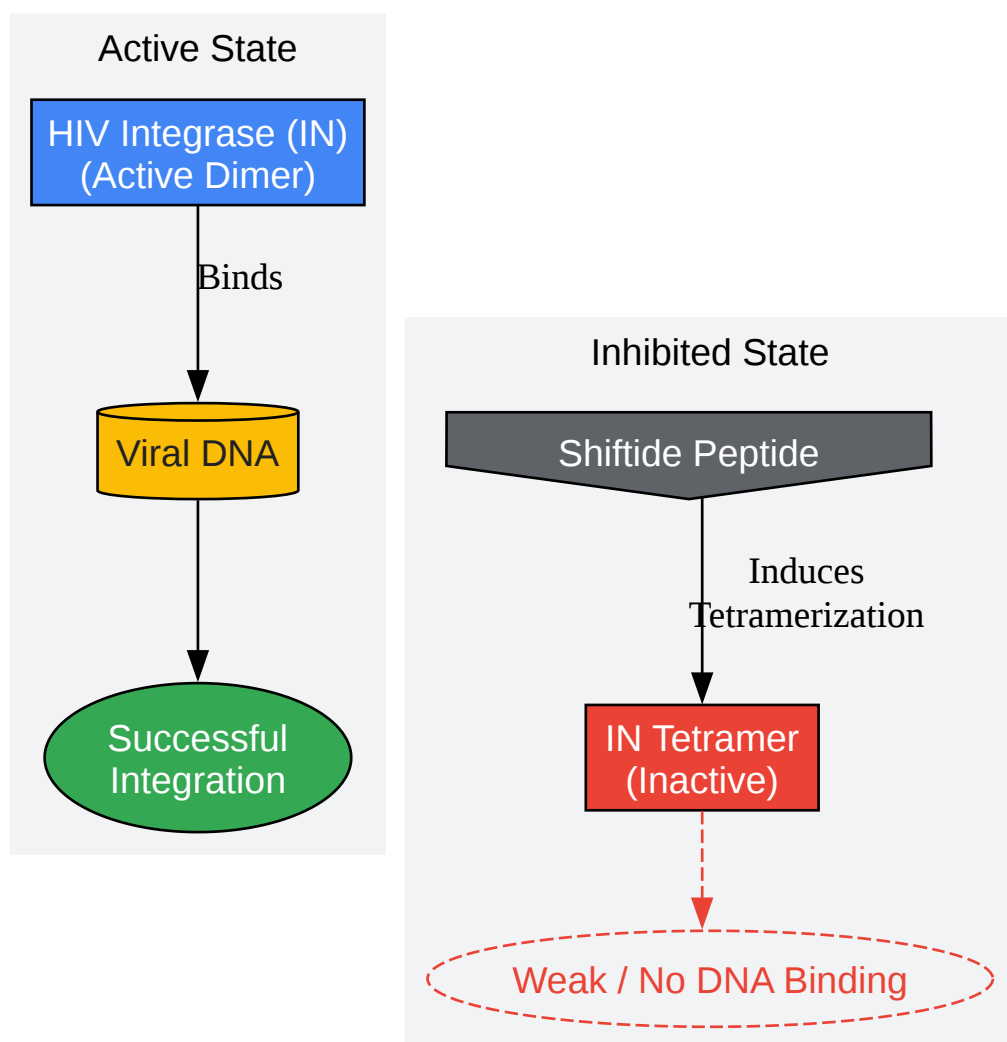 Active State
HIV Integrase (IN)
(Active Dimer)
Binds
Viral DNA
Successful
Integration
Inhibited State
Shiftide Peptide
Induces
Tetramerization
IN Tetramer
(Inactive)
Weak / No DNA Binding